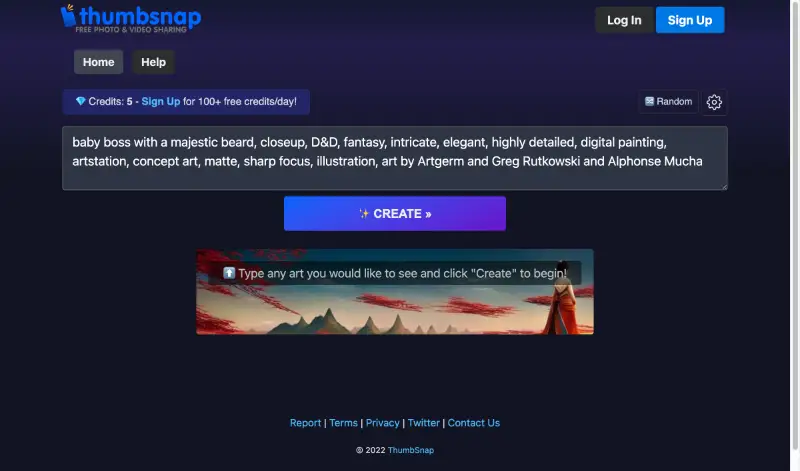 thumbsnap
FREE PHOTO & VIDEO SHARING
Log In
Sign Up
Home
Help
Credits: 5 - Sign Up for 100+ free credits/day!
Random
baby boss with a majestic beard, closeup, D&D, fantasy, intricate, elegant, highly detailed, digital painting,
artstation, concept art, matte, sharp focus, illustration, art by Artgerm and Greg Rutkowski and Alphonse Mucha
✨ CREATE »
⬆️ Type any art you would like to see and click "Create" to begin!
Report | Terms | Privacy | Twitter | Contact Us
© 2022 ThumbSnap